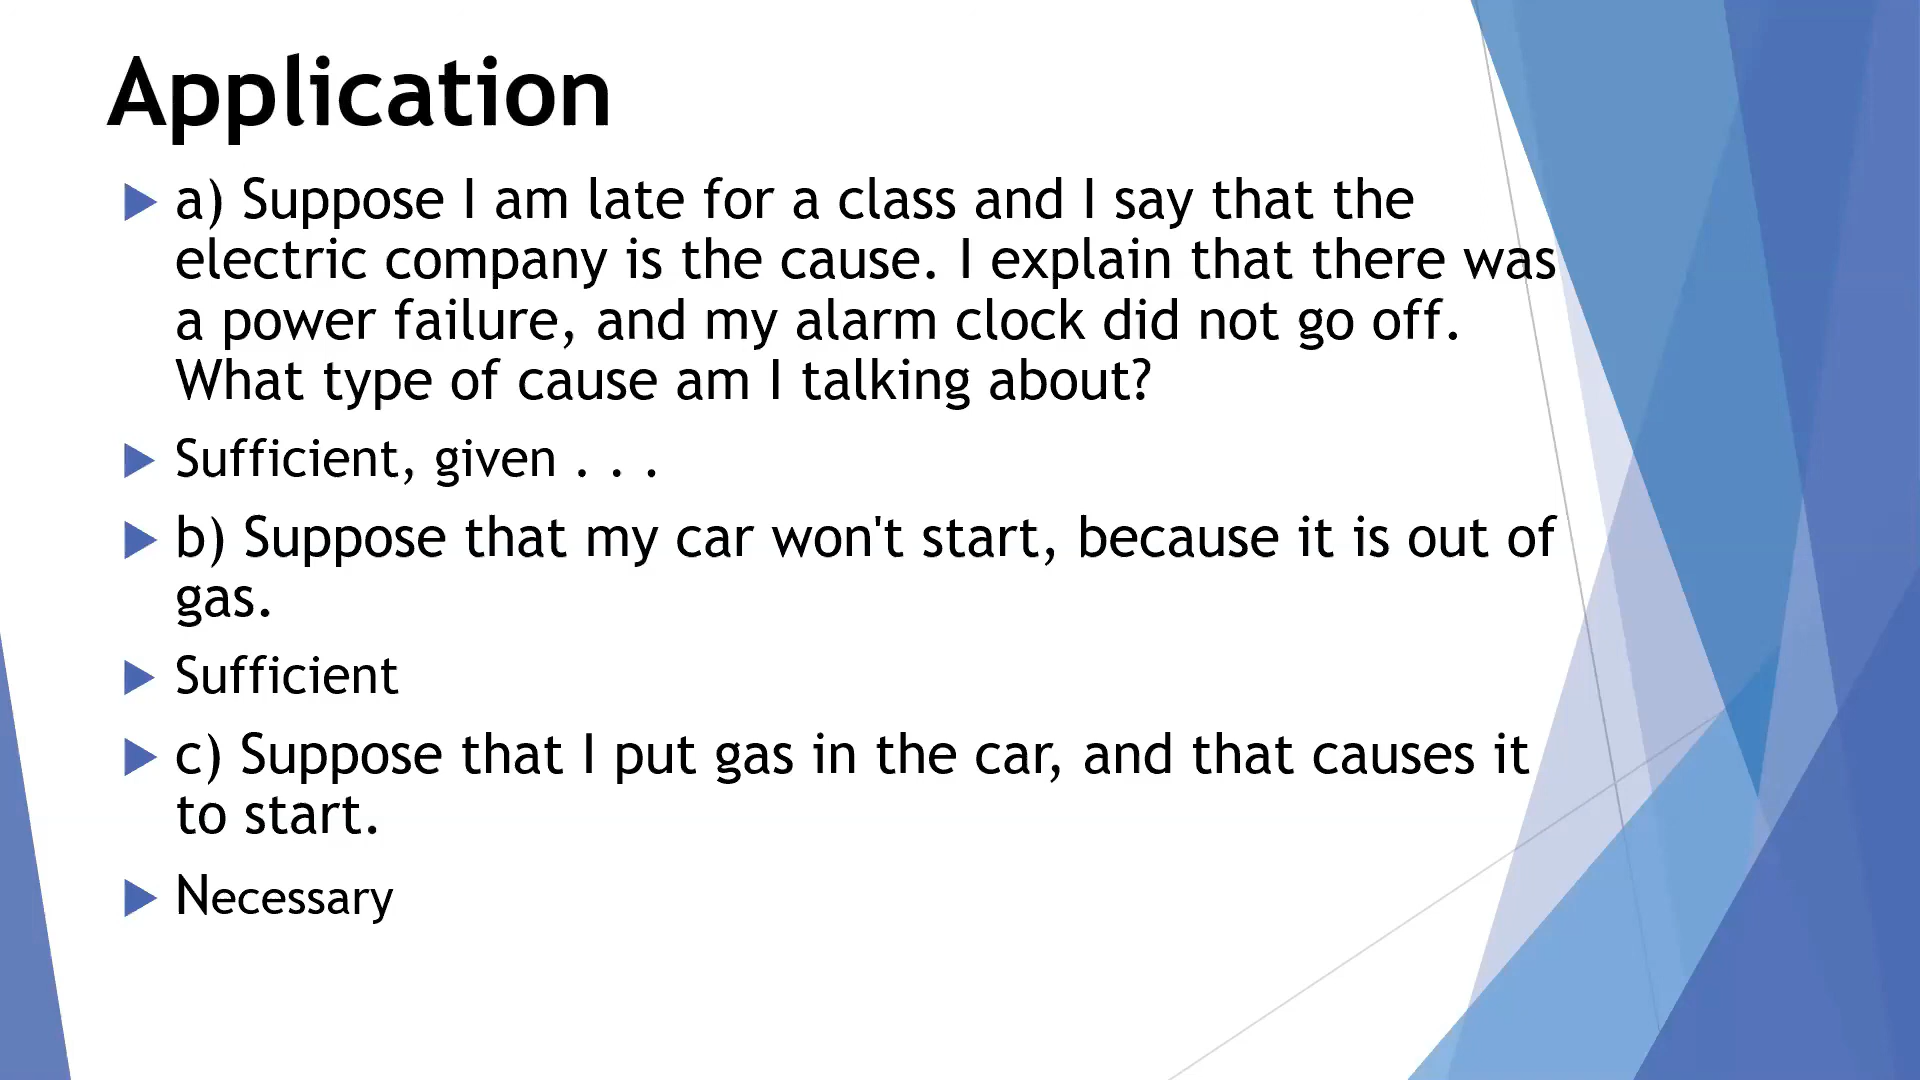 Application
a) Suppose I am late for a class and I say that the
electric company is the cause. I explain that there was
a power failure, and my alarm clock did not go off.
What type of cause am I talking about?
Sufficient, given . . .
b) Suppose that my car won't start, because it is out of
gas.
Sufficient
c) Suppose that I put gas in the car, and that causes it
to start.
Necessary